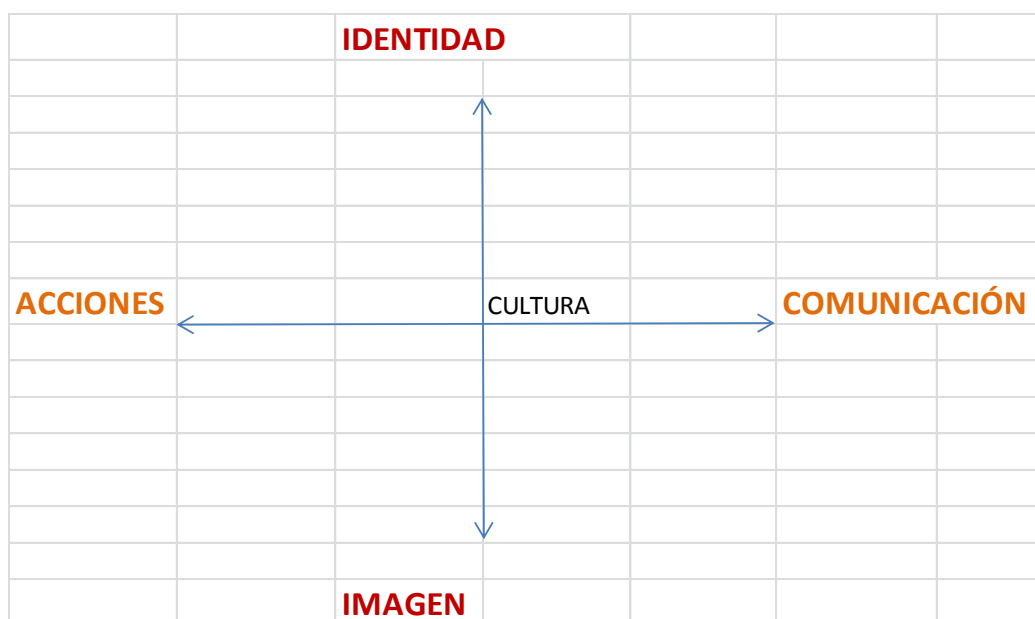 IDENTIDAD
ACCIONES
CULTURA
COMUNICACIÓN
IMAGEN